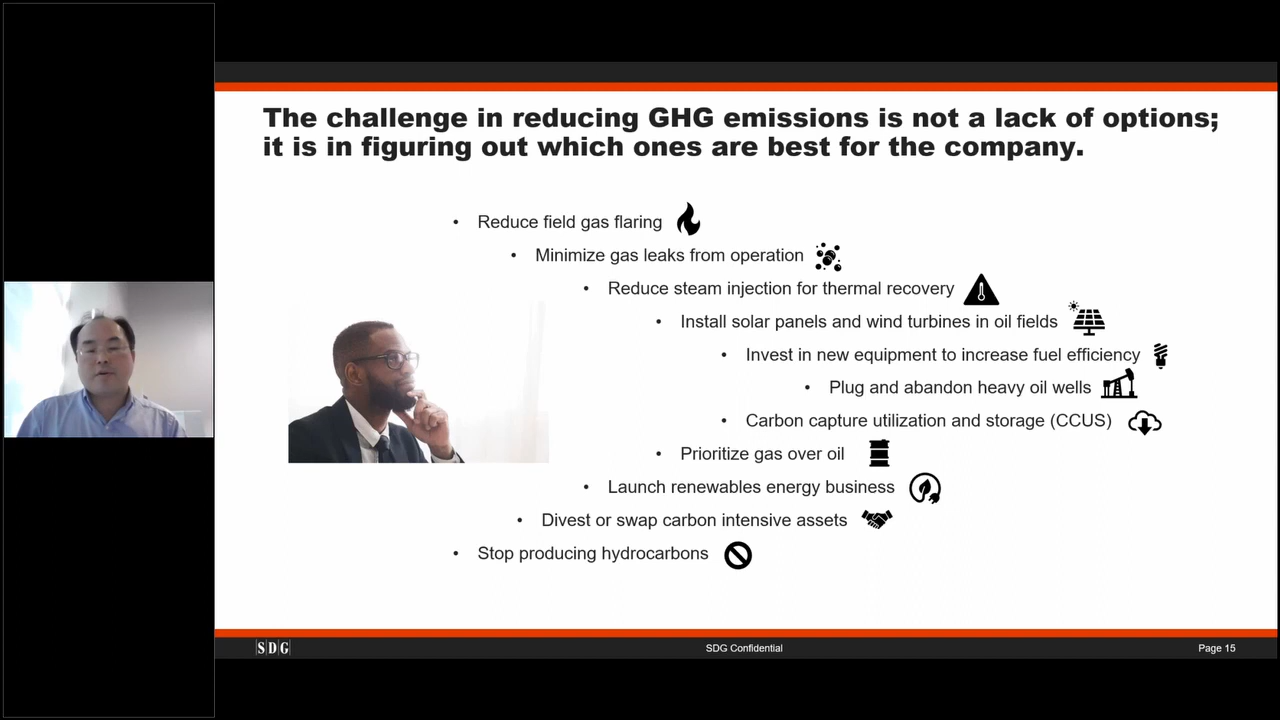 The challenge in reducing GHG emissions is not a lack of options;
it is in figuring out which ones are best for the company.
• Reduce field gas flaring
• Minimize gas leaks from operation
• Reduce steam injection for thermal recovery
• Install solar panels and wind turbines in oil fields
• Invest in new equipment to increase fuel efficiency
• Plug and abandon heavy oil wells
• Carbon capture utilization and storage (CCUS)
• Prioritize gas over oil
• Launch renewables energy business
• Divest or swap carbon intensive assets
• Stop producing hydrocarbons
SDG
SDG Confidential
Page 15